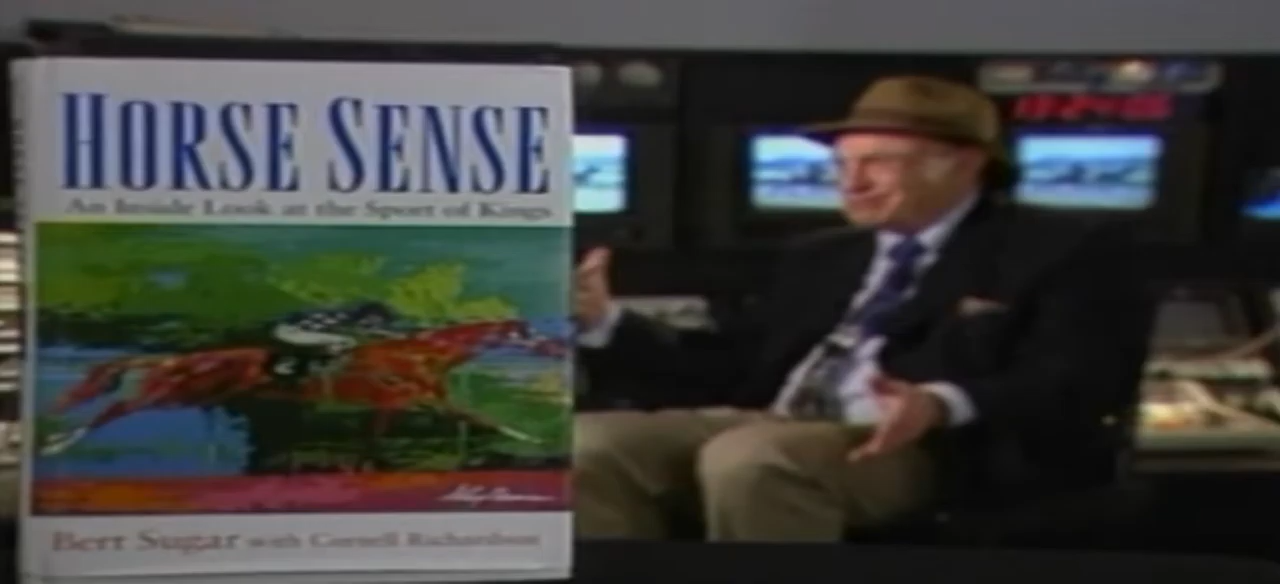 HORSE SENSE
An Inside Look at the Sport of Kings
Bert Sugar with Cornell Richardson